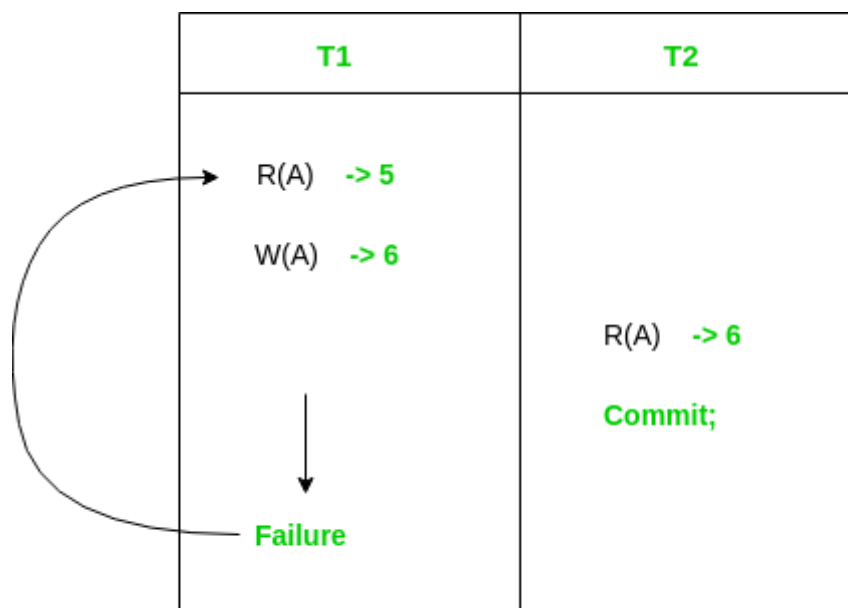 T1 T2
R(A) -> 5
W(A) -> 6
R(A) -> 6
Commit;
Failure